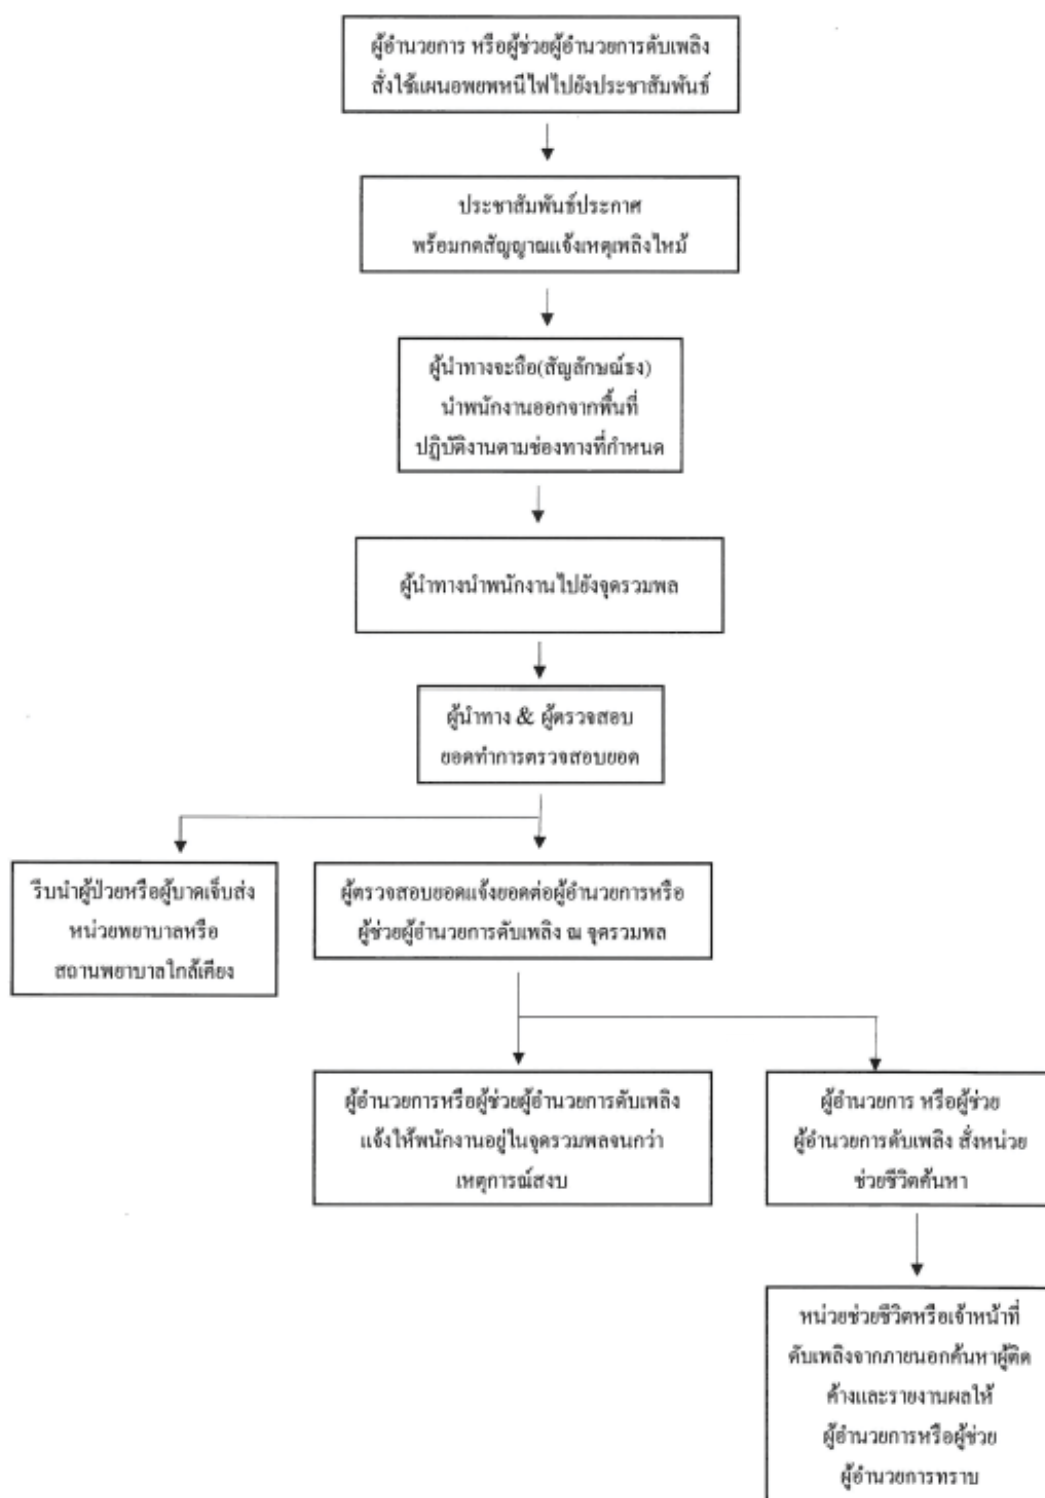 ผู้อำนวยการ หรือผู้ช่วยผู้อำนวยการดับเพลิง
สั่งใช้แผนอพยพหนีไฟไปยังประชาสัมพันธ์
ประชาสัมพันธ์ประกาศ
พร้อมกดสัญญาณแจ้งเหตุเพลิงไหม้
ผู้นำทางจะถือ(สัญลักษณ์ธง)
นำพนักงานออกจากพื้นที่
ปฏิบัติงานตามช่องทางที่กำหนด
ผู้นำทางนำพนักงานไปยังจุดรวมพล
ผู้นำทาง & ผู้ตรวจสอบ
ยอดทำการตรวจสอบยอด
รีบนำผู้ป่วยหรือผู้บาดเจ็บส่ง
หน่วยพยาบาลหรือ
สถานพยาบาลใกล้เคียง
ผู้ตรวจสอบยอดแจ้งยอดต่อผู้อำนวยการหรือ
ผู้ช่วยผู้อำนวยการดับเพลิง ณ จุดรวมพล
ผู้อำนวยการหรือผู้ช่วยผู้อำนวยการดับเพลิง
แจ้งให้พนักงานอยู่ในจุดรวมพลจนกว่า
เหตุการณ์สงบ
ผู้อำนวยการ หรือผู้ช่วย
ผู้อำนวยการดับเพลิง สั่งหน่วย
ช่วยชีวิตค้นหา
หน่วยช่วยชีวิตหรือเจ้าหน้าที่
ดับเพลิงจากภายนอกค้นหาผู้ติด
ค้างและรายงานผลให้
ผู้อำนวยการหรือผู้ช่วย
ผู้อำนวยการทราบ